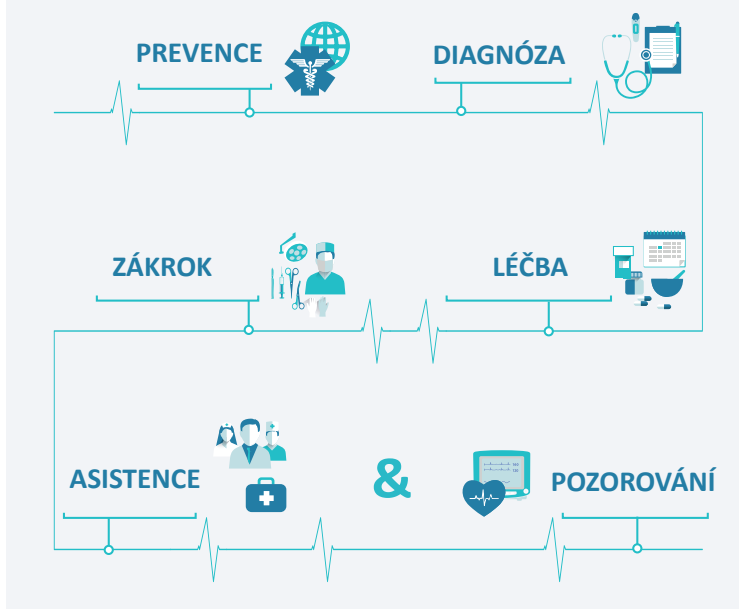 PREVENCE
DIAGNÓZA
ZÁKROK
LÉČBA
ASISTENCE
&
POZOROVÁNÍ